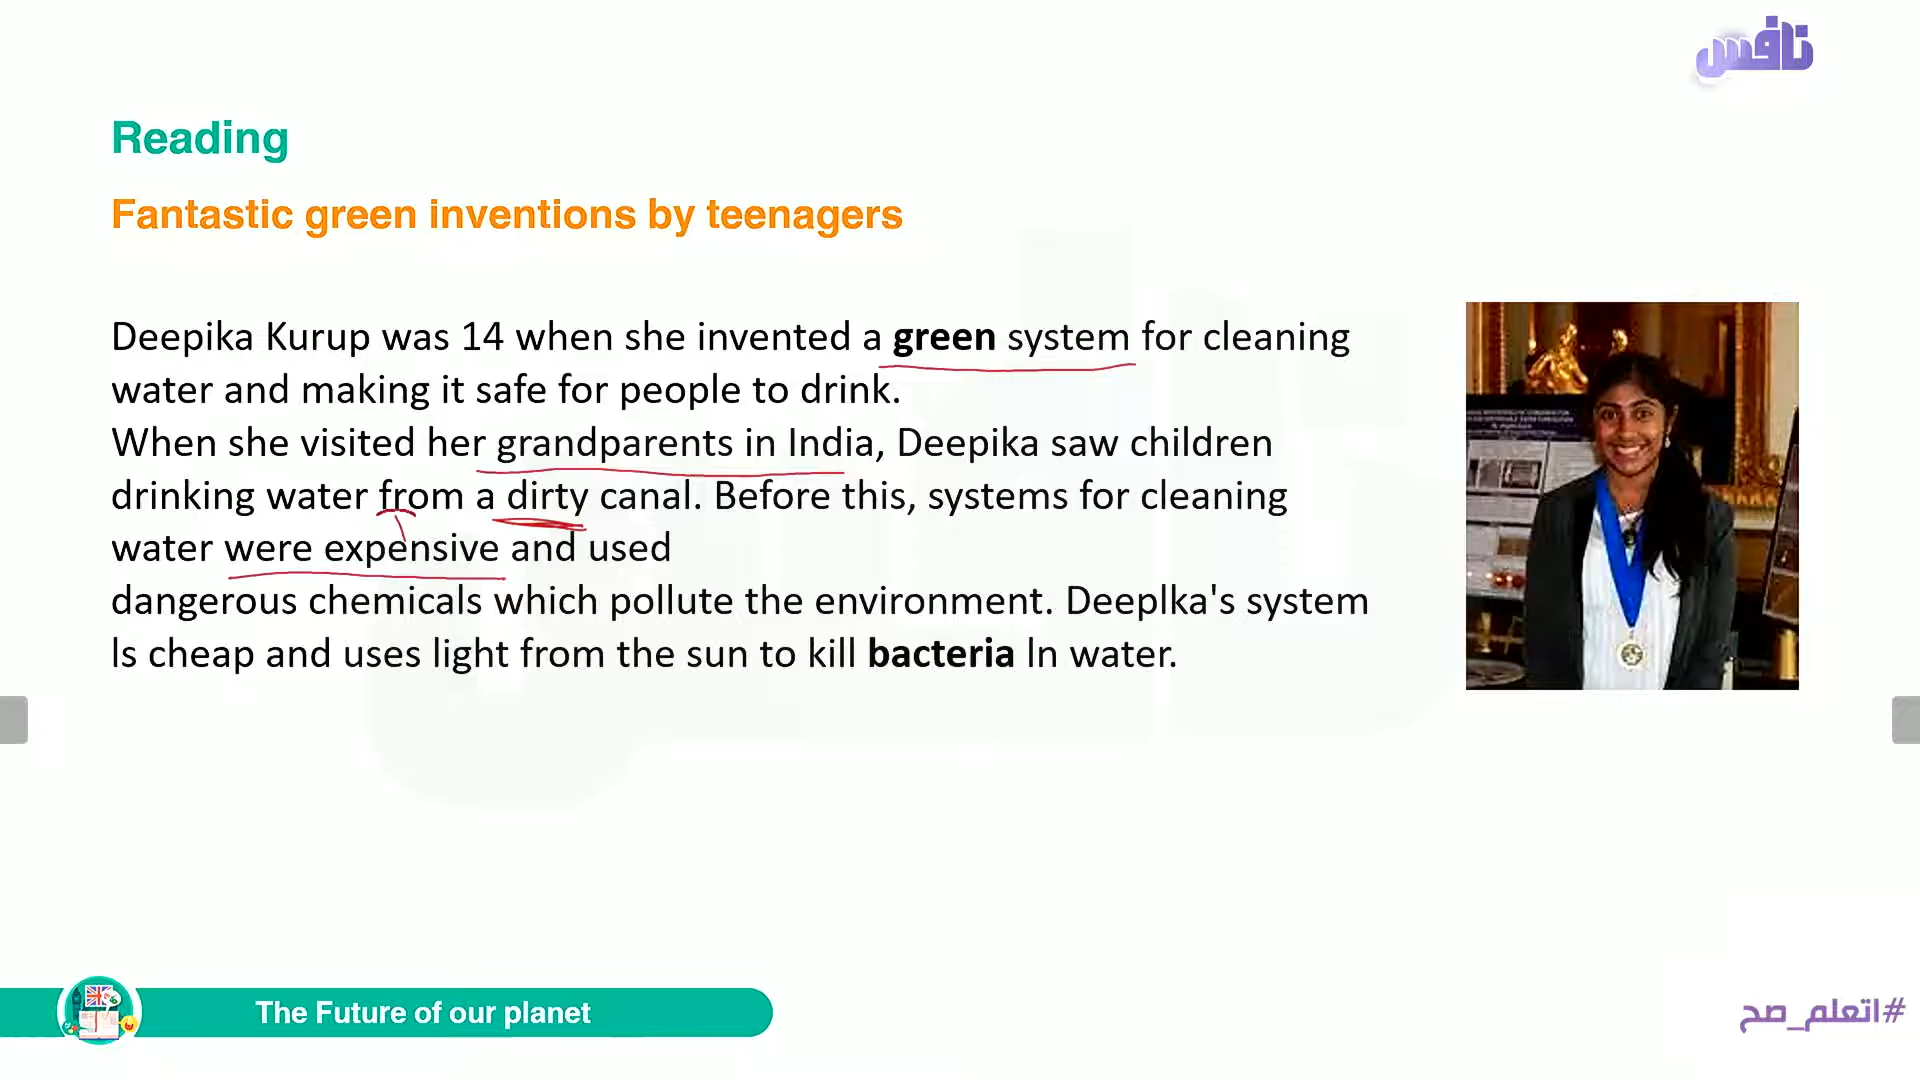 نافس
Reading
Fantastic green inventions by teenagers
Deepika Kurup was 14 when she invented a green system for cleaning
water and making it safe for people to drink.
When she visited her grandparents in India, Deepika saw children
drinking water from a dirty canal. Before this, systems for cleaning
water were expensive and used
dangerous chemicals which pollute the environment. Deeplka's system
ls cheap and uses light from the sun to kill bacteria ln water.
The Future of our planet
#اتعلم_صح